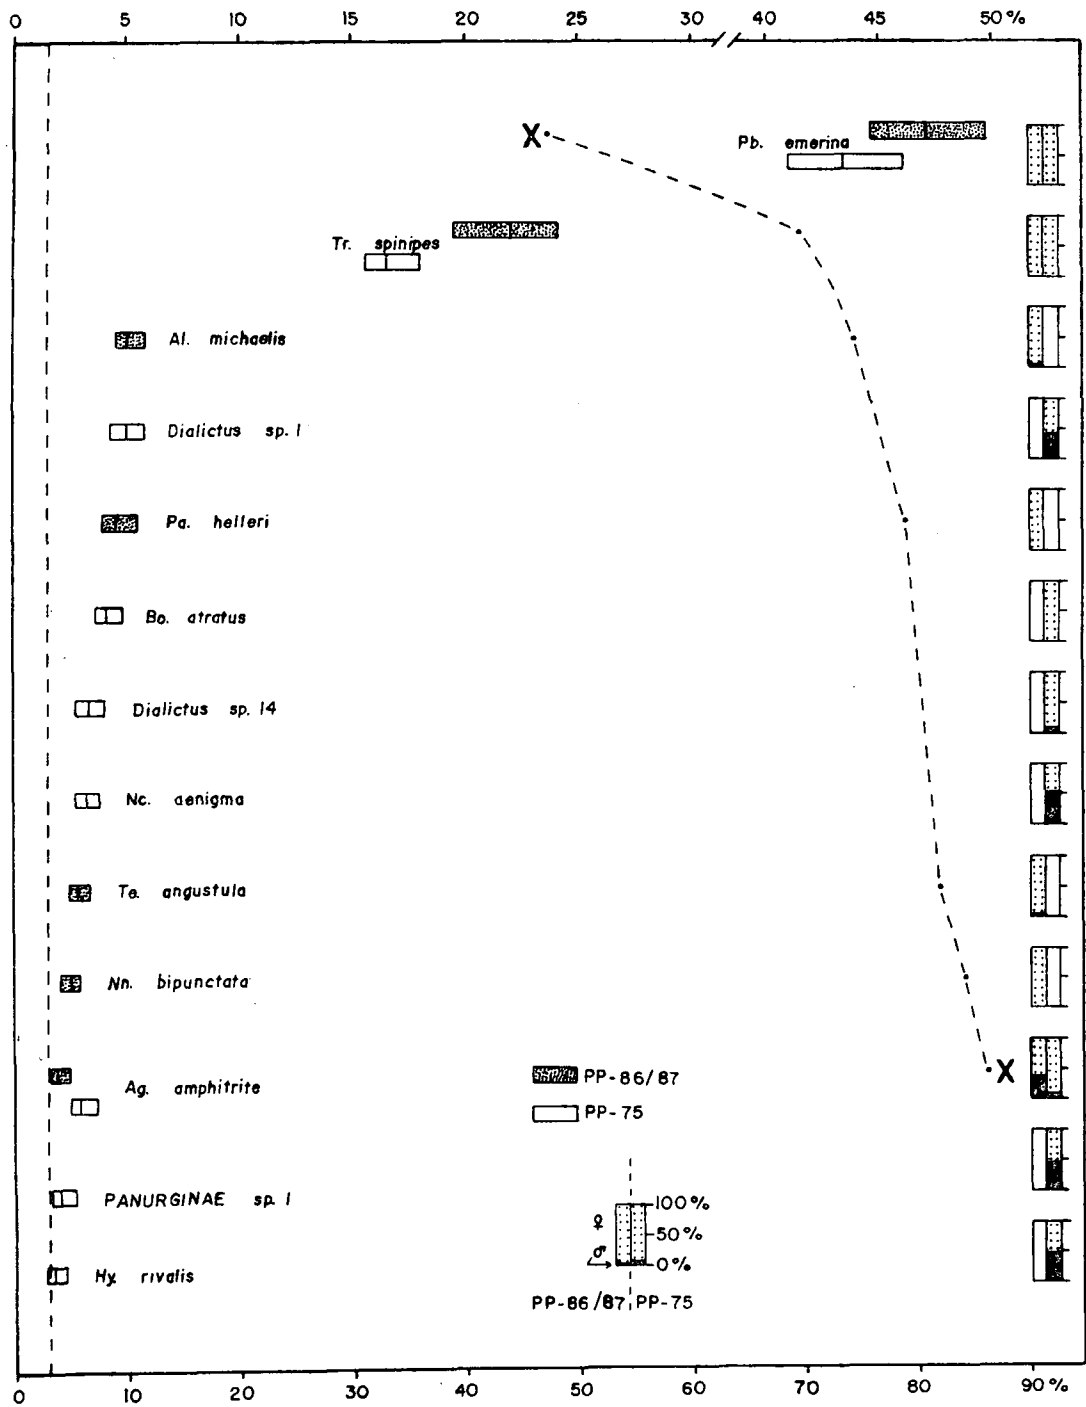 0 5 10 15 20 25 30 40 45 50%
X
Pb. emerina
Tr. spinipes
Al. michaelis
Dialictus sp. 1
Pa. helleri
Bo. atratus
Dialictus sp. 14
Nc. aenigma
Te. angustula
Nn. bipunctata
X
Ag. amphitrite
PP-86/87
PP-75
PANURGINAE sp. 1
♀ 100%
50%
♂ 0%
Hy. rivalis
PP-86/87 PP-75
0 10 20 30 40 50 60 70 80 90%